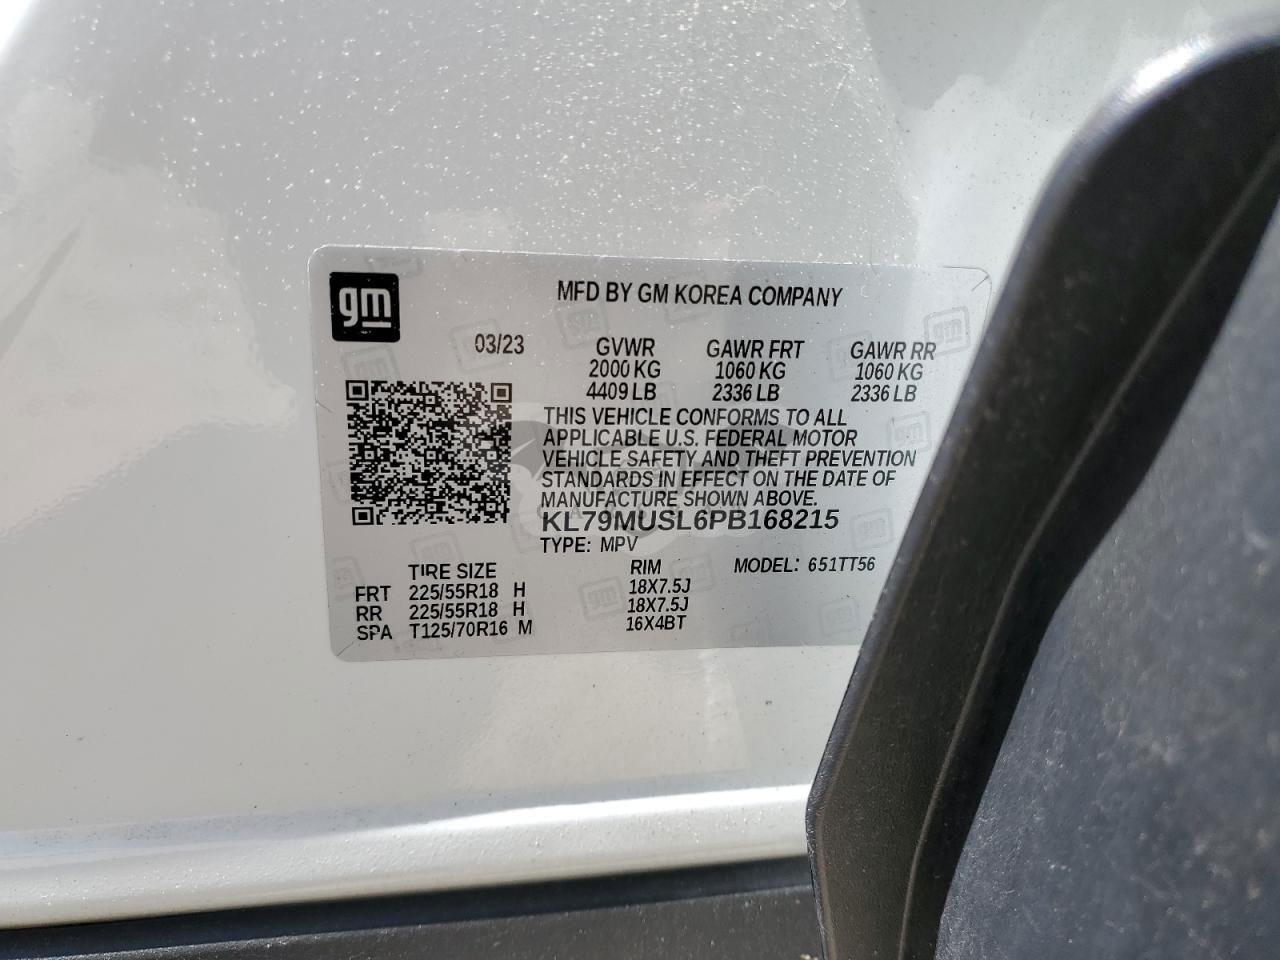 gm
MFD BY GM KOREA COMPANY
03/23 GVWR GAWR FRT GAWR RR
2000 KG 1060 KG 1060 KG
4409 LB 2336 LB 2336 LB
THIS VEHICLE CONFORMS TO ALL
APPLICABLE U.S. FEDERAL MOTOR
VEHICLE SAFETY AND THEFT PREVENTION
STANDARDS IN EFFECT ON THE DATE OF
MANUFACTURE SHOWN ABOVE.
KL79MUSL6PB168215
TYPE: MPV
TIRE SIZE RIM MODEL: 651TT56
FRT 225/55R18 H 18X7.5J
RR 225/55R18 H 18X7.5J
SPA T125/70R16 M 16X4BT